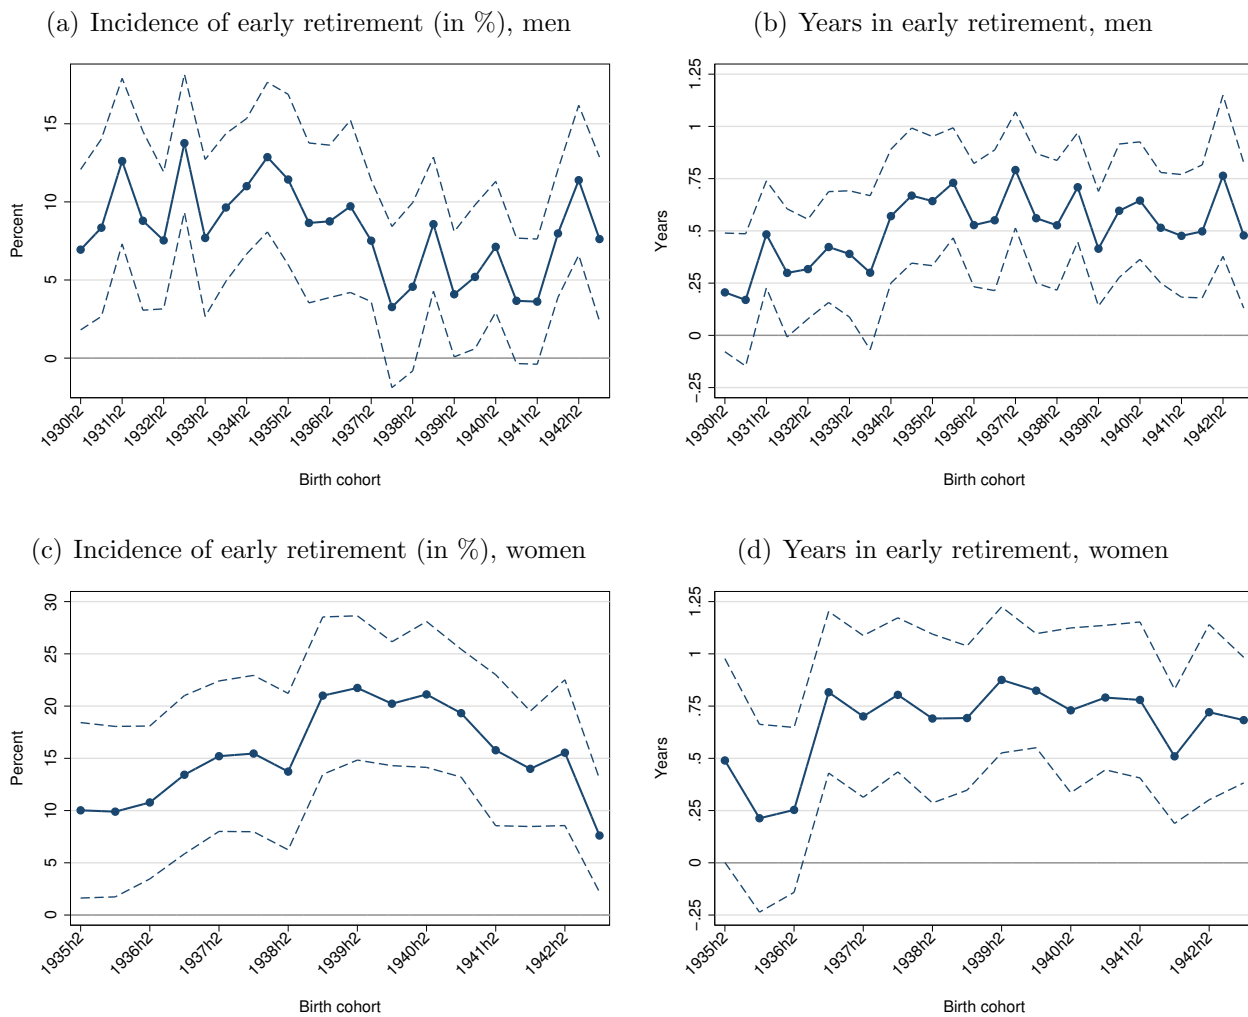 (a) Incidence of early retirement (in %), men
Percent
15
10
5
0
1930h2
1931h2
1932h2
1933h2
1934h2
1935h2
1936h2
1937h2
1938h2
1939h2
1940h2
1941h2
1942h2
Birth cohort
(b) Years in early retirement, men
Years
1.25
1
.75
.5
.25
0
-.25
1930h2
1931h2
1932h2
1933h2
1934h2
1935h2
1936h2
1937h2
1938h2
1939h2
1940h2
1941h2
1942h2
Birth cohort
(c) Incidence of early retirement (in %), women
Percent
30
25
20
15
10
5
0
1935h2
1936h2
1937h2
1938h2
1939h2
1940h2
1941h2
1942h2
Birth cohort
(d) Years in early retirement, women
Years
1.25
1
.75
.5
.25
0
-.25
1935h2
1936h2
1937h2
1938h2
1939h2
1940h2
1941h2
1942h2
Birth cohort